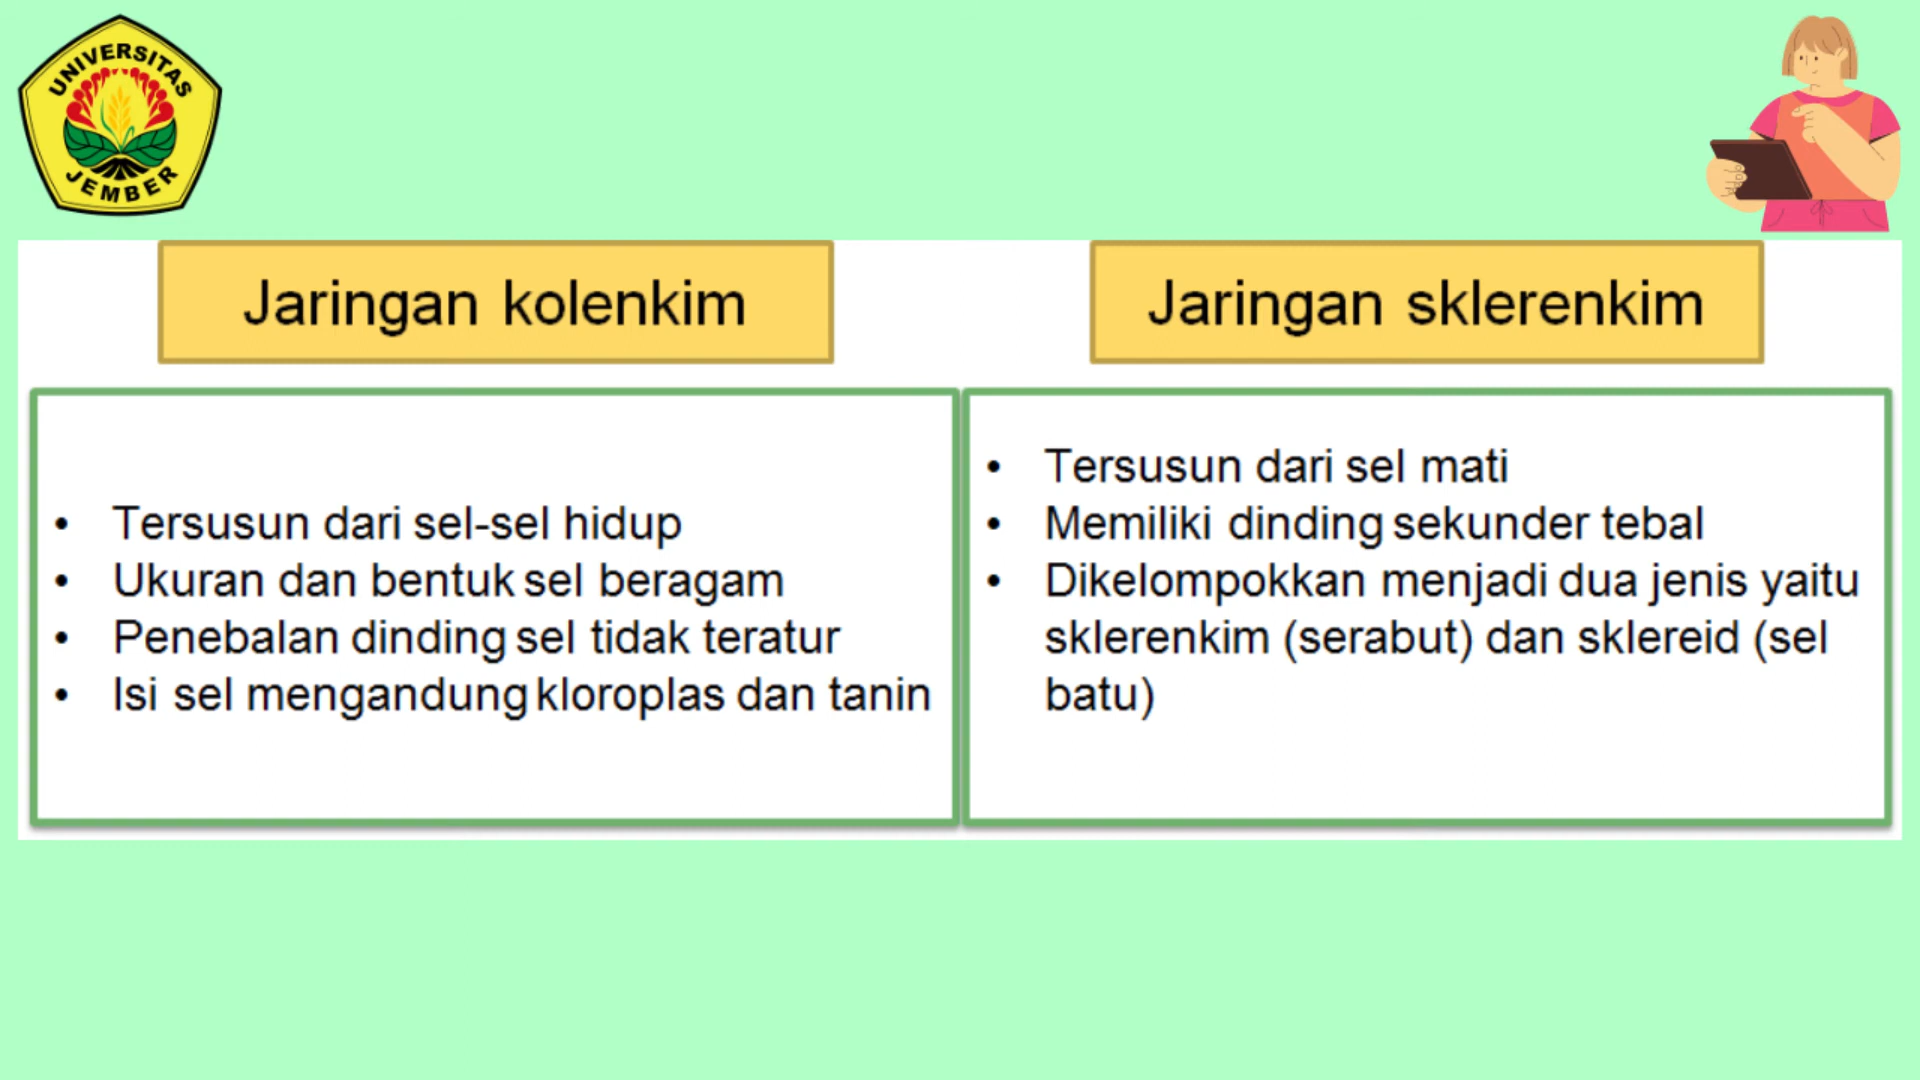 UNIVERSITAS
JEMBER
Jaringan kolenkim
• Tersusun dari sel-sel hidup
• Ukuran dan bentuk sel beragam
• Penebalan dinding sel tidak teratur
• Isi sel mengandung kloroplas dan tanin
Jaringan sklerenkim
• Tersusun dari sel mati
• Memiliki dinding sekunder tebal
• Dikelompokkan menjadi dua jenis yaitu
sklerenkim (serabut) dan sklereid (sel
batu)